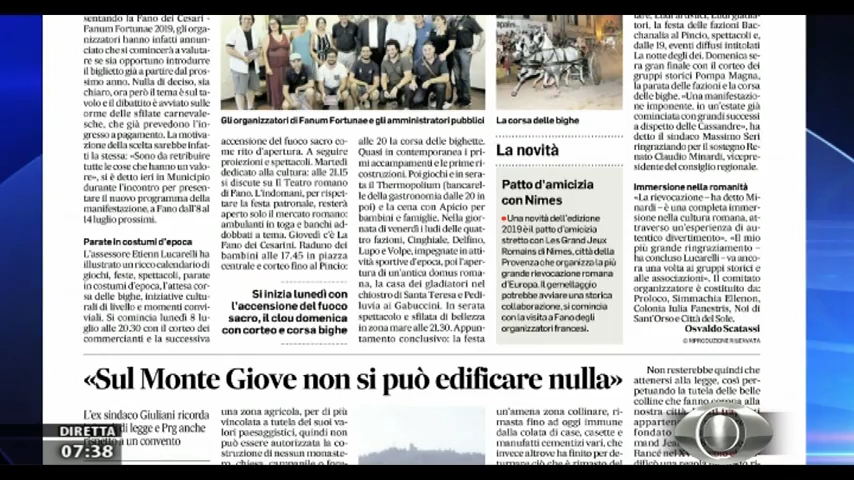 sentando la Fano dei Cesari -
Fanum Fortunae 2019, gli or-
ganizzatori hanno infatti annun-
ciato che si comincerà a valuta-
re se sia opportuno introdurre
il biglietto già a partire dal pros-
simo anno. Nulla di deciso, sia
chiaro, ora però il tema è sul ta-
volo e il dibattito è avviato sulle
orme delle sfilate carnevale-
sche, che già prevedono l'in-
gresso a pagamento. La motiva-
zione della scelta sarebbe infat-
ti la stessa: «Sono da retribuire
tutte le cose che hanno un valo-
re», si è detto ieri in Municipio
durante l'incontro per presen-
tare il nuovo programma della
manifestazione, a Fano dall'8 al
14 luglio prossimi.
Parate in costumi d'epoca
L'assessore Etienn Lucarelli ha
illustrato un ricco calendario di
giochi, feste, spettacoli, parate
in costumi d'epoca, l'attesa cor-
sa delle bighe, iniziative cultu-
rali di livello e momenti convi-
viali. Si comincia lunedì 8 lu-
glio alle 20.30 con il corteo dei
commercianti e la successiva
Gli organizzatori di Fanum Fortunae e gli amministratori pubblici
accensione del fuoco sacro co-
me rito d'apertura. A seguire
proiezioni e spettacoli. Martedì
dedicato alla cultura: alle 21.15
si discute su Il Teatro romano
di Fano. L'indomani, per rispet-
tare la festa patronale, resterà
aperto solo il mercato romano:
ambulanti in toga e banchi ad-
dobbati a tema. Giovedì c'è La
Fano dei Cesarini. Raduno dei
bambini alle 17.45 in piazza
centrale e corteo fino al Pincio:
Si inizia lunedì con
l'accensione del fuoco
sacro, il clou domenica
con corteo e corsa bighe
alle 20 la corsa delle bighette.
Quasi in contemporanea i pri-
mi accampamenti e le prime ri-
costruzioni. Poi giochi e in sera-
ta il Thermopolium (bancarel-
le della gastronomia dalle 20 in
poi) e la cena con Apicio per
bambini e famiglie. Nella gior-
nata di venerdì i ludi delle quat-
tro fazioni, Cinghiale, Delfino,
Lupo e Volpe, impegnate in atti-
vità sportive d'epoca, poi l'aper-
tura di un'antica domus roma-
na, la casa dei gladiatori nel
chiostro di Santa Teresa e Pedi-
luvia ai Gabuccini. In serata
spettacolo e sfilata di bellezza
in zona mare alle 21.30. Appun-
tamento conclusivo: la festa
La corsa delle bighe
La novità
Patto d'amicizia
con Nimes
● Una novità dell'edizione
2019 è il patto d'amicizia
stretto con Les Grand Jeux
Romains di Nimes, città della
Provenza che organizza la più
grande rievocazione romana
d'Europa. Il gemellaggio
potrebbe avviare una storica
collaborazione, si comincia
con la visita a Fano degli
organizzatori francesi.
tori, la festa delle fazioni Bac-
chanalia al Pincio, spettacoli e,
dalle 19, eventi diffusi intitolati
La notte degli dei. Domenica se-
ra gran finale con il corteo dei
gruppi storici Pompa Magna,
la parata delle fazioni e la corsa
delle bighe. «Una manifestazio-
ne imponente, in un'estate già
cominciata con grandi successi
a dispetto delle Cassandre», ha
detto il sindaco Massimo Seri
ringraziando per il sostegno Re-
nato Claudio Minardi, vicepre-
sidente del consiglio regionale.
Immersione nella romanità
«La rievocazione – ha detto Mi-
nardi – è una completa immer-
sione nella cultura romana, at-
traverso un'esperienza di au-
tentico divertimento». «Il mio
più grande ringraziamento –
ha concluso Lucarelli – va anco-
ra una volta ai gruppi storici e
alle associazioni». Il comitato
organizzatore è costituito da:
Proloco, Simmachia Ellenon,
Colonia Iulia Fanestris, Noi di
Sant'Orso e Città del Sole.
Osvaldo Scatassi
© RIPRODUZIONE RISERVATA
«Sul Monte Giove non si può edificare nulla»
L'ex sindaco Giuliani ricorda
di legge e Prg anche
rispetto a un convento
una zona agricola, per di più
vincolata a tutela dei suoi va-
lori paesaggistici, quindi non
può essere autorizzata la co-
struzione di nessun monaste-
un'amena zona collinare, ri-
masta fino ad oggi immune
dalla colata di case, casette e
manufatti cementizi vari, che
invece altrove ha finito per de-
Non resterebbe quindi che
attenersi alla legge, così per-
petuando la tutela delle belle
colline che fanno corona alla
nostra città.
fondato
mand
Rancé nel
DIRETTA
07:38